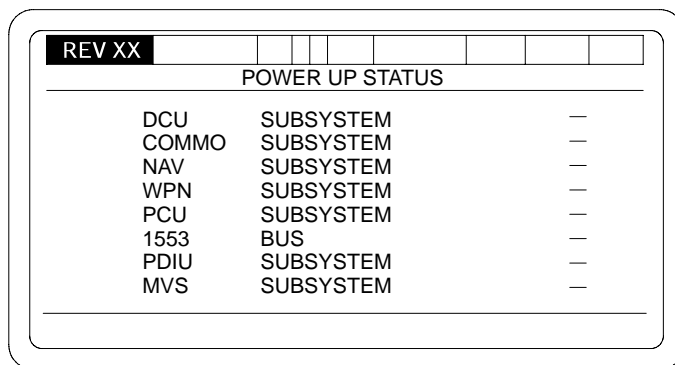 REV XX
POWER UP STATUS
DCU SUBSYSTEM —
COMMO SUBSYSTEM —
NAV SUBSYSTEM —
WPN SUBSYSTEM —
PCU SUBSYSTEM —
1553 BUS —
PDIU SUBSYSTEM —
MVS SUBSYSTEM —